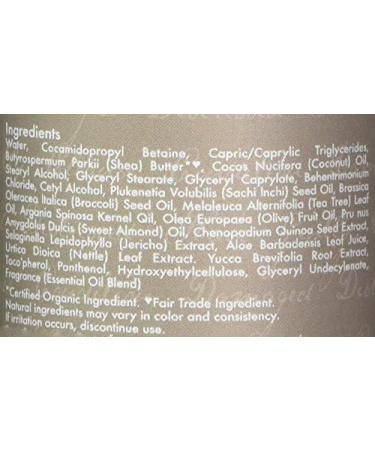 Ingredients
Water, Cocamidopropyl Betaine, Capric/Caprylic Triglycerides,
Butyrospermum Parkii (Shea) Butter*♥, Cocos Nucifera (Coconut) Oil,
Stearyl Alcohol, Glyceryl Stearate, Glyceryl Caprylate, Behentrimonium
Chloride, Cetyl Alcohol, Plukenetia Volubilis (Sachi Inchi) Seed Oil, Brassica
Oleracea Italica (Broccoli) Seed Oil, Melaleuca Alternifolia (Tea Tree) Leaf
Oil, Argania Spinosa Kernel Oil, Olea Europaea (Olive) Fruit Oil, Pru nus
Amygdalus Dulcis (Sweet Almond) Oil, Chenopodium Quinoa Seed Extract,
Selaginella Lepidophylla (Jericho) Extract, Aloe Barbadensis Leaf Juice,
Urtica Dioica (Nettle) Leaf Extract, Yucca Brevifolia Root Extract,
Tocopherol, Panthenol, Hydroxyethylcellulose, Glyceryl Undecylenate,
Fragrance (Essential Oil Blend)
*Certified Organic Ingredient. ♥Fair Trade Ingredient.
Natural ingredients may vary in color and consistency.
If irritation occurs, discontinue use.